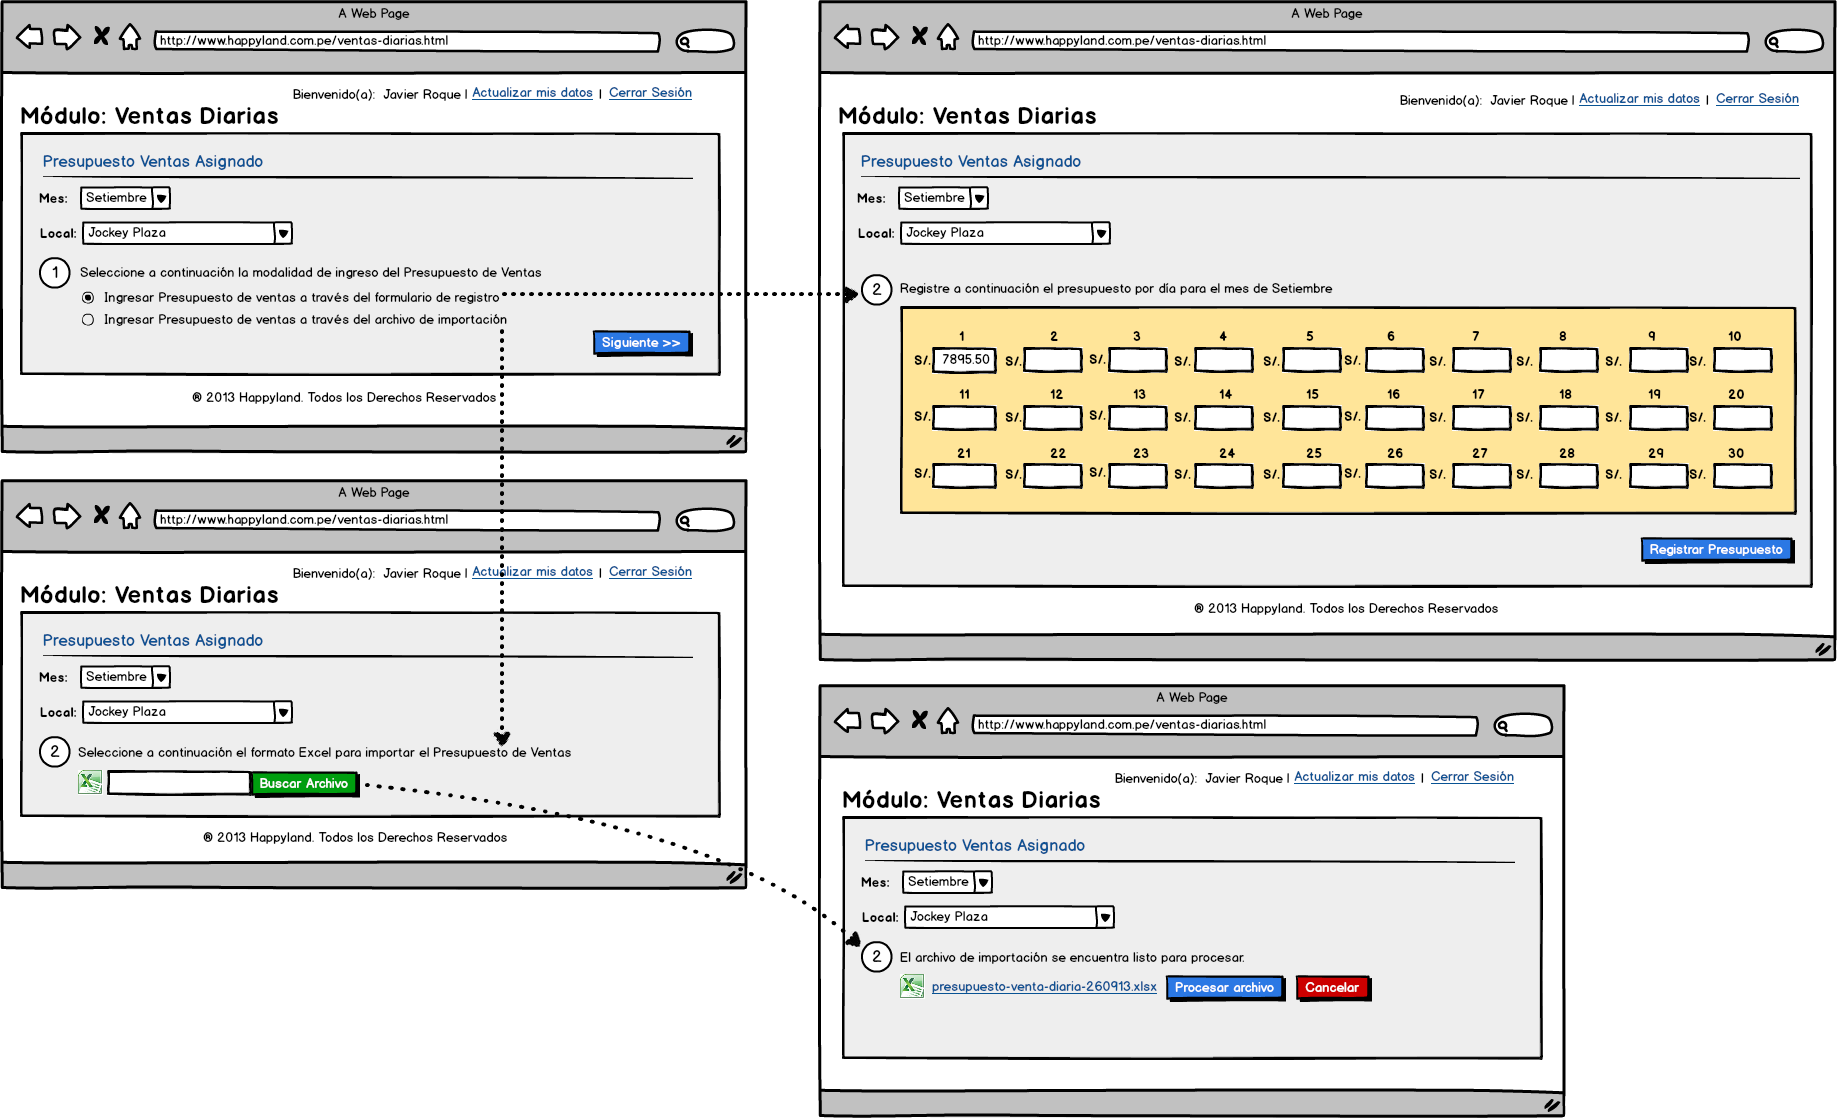 A Web Page
http://www.happyland.com.pe/ventas-diarias.html
Bienvenido(a): Javier Roque | Actualizar mis datos | Cerrar Sesión
Módulo: Ventas Diarias
Presupuesto Ventas Asignado
Mes: Setiembre
Local: Jockey Plaza
1 Seleccione a continuación la modalidad de ingreso del Presupuesto de Ventas
Ingresar Presupuesto de ventas a través del formulario de registro
Ingresar Presupuesto de ventas a través del archivo de importación
Siguiente >>
® 2013 Happyland. Todos los Derechos Reservados
A Web Page
http://www.happyland.com.pe/ventas-diarias.html
Bienvenido(a): Javier Roque | Actualizar mis datos | Cerrar Sesión
Módulo: Ventas Diarias
Presupuesto Ventas Asignado
Mes: Setiembre
Local: Jockey Plaza
2 Registre a continuación el presupuesto por día para el mes de Setiembre
1 2 3 4 5 6 7 8 9 10
S/. 7895.50 S/. S/. S/. S/. S/. S/. S/. S/. S/.
11 12 13 14 15 16 17 18 19 20
S/. S/. S/. S/. S/. S/. S/. S/. S/. S/.
21 22 23 24 25 26 27 28 29 30
S/. S/. S/. S/. S/. S/. S/. S/. S/. S/.
Registrar Presupuesto
® 2013 Happyland. Todos los Derechos Reservados
A Web Page
http://www.happyland.com.pe/ventas-diarias.html
Bienvenido(a): Javier Roque | Actualizar mis datos | Cerrar Sesión
Módulo: Ventas Diarias
Presupuesto Ventas Asignado
Mes: Setiembre
Local: Jockey Plaza
2 Seleccione a continuación el formato Excel para importar el Presupuesto de Ventas
Buscar Archivo
® 2013 Happyland. Todos los Derechos Reservados
A Web Page
http://www.happyland.com.pe/ventas-diarias.html
Bienvenido(a): Javier Roque | Actualizar mis datos | Cerrar Sesión
Módulo: Ventas Diarias
Presupuesto Ventas Asignado
Mes: Setiembre
Local: Jockey Plaza
2 El archivo de importación se encuentra listo para procesar.
presupuesto-venta-diaria-260913.xlsx Procesar archivo Cancelar